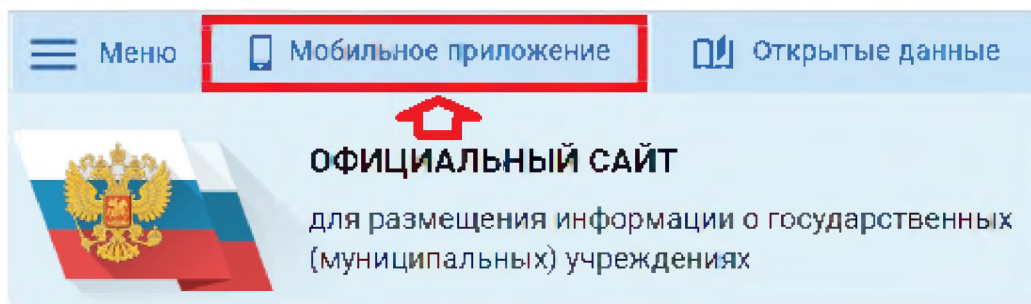 Меню Мобильное приложение Открытые данные
ОФИЦИАЛЬНЫЙ САЙТ
для размещения информации о государственных
(муниципальных) учреждениях